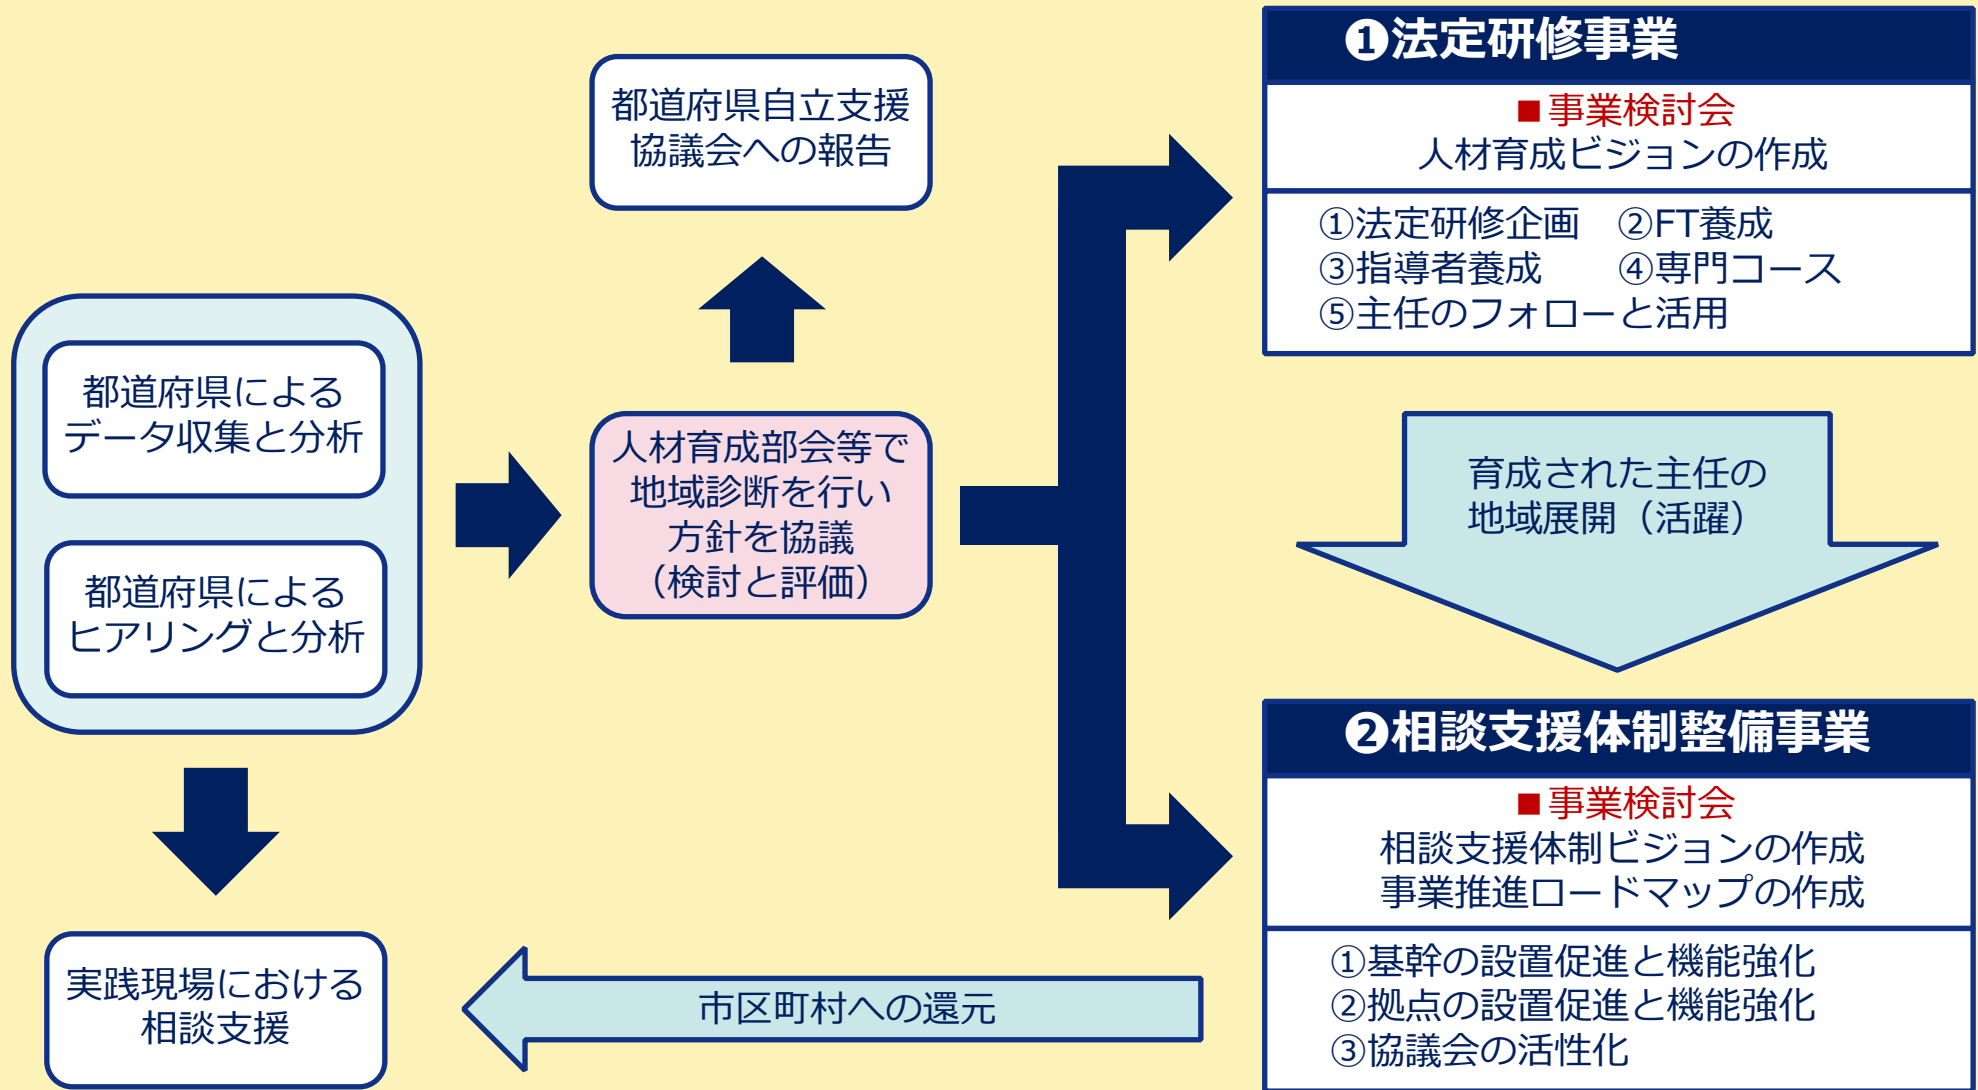 都道府県による
データ収集と分析
都道府県による
ヒアリングと分析
実践現場における
相談支援
都道府県自立支援
協議会への報告
人材育成部会等で
地域診断を行い
方針を協議
（検討と評価）
❶法定研修事業
■事業検討会
人材育成ビジョンの作成
①法定研修企画　②FT養成
③指導者養成　　④専門コース
⑤主任のフォローと活用
育成された主任の
地域展開（活躍）
❷相談支援体制整備事業
■事業検討会
相談支援体制ビジョンの作成
事業推進ロードマップの作成
①基幹の設置促進と機能強化
②拠点の設置促進と機能強化
③協議会の活性化
市区町村への還元